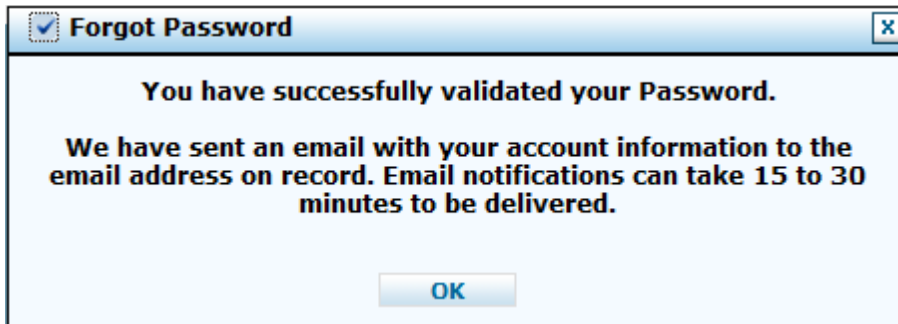 Forgot Password
x
You have successfully validated your Password.
We have sent an email with your account information to the
email address on record. Email notifications can take 15 to 30
minutes to be delivered.
OK